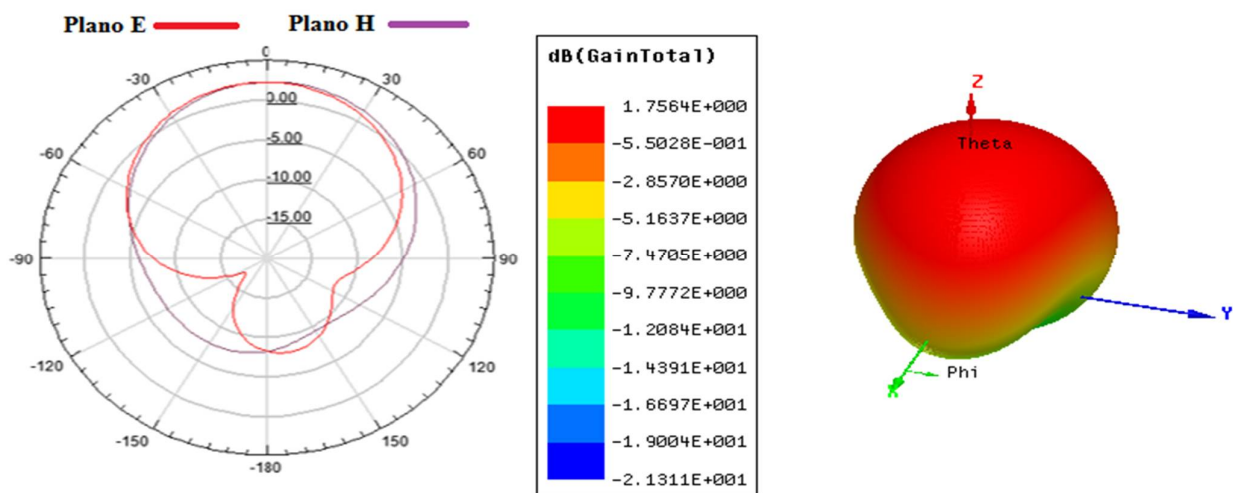 Plano E
Plano H
0
-30
30
-60
60
-90
90
-120
120
-150
150
-180
0.00
-5.00
-10.00
-15.00
dB(GainTotal)
1.7564E+000
-5.5028E-001
-2.8570E+000
-5.1637E+000
-7.4705E+000
-9.7772E+000
-1.2084E+001
-1.4391E+001
-1.6697E+001
-1.9004E+001
-2.1311E+001
Z
Theta
Y
Phi
X